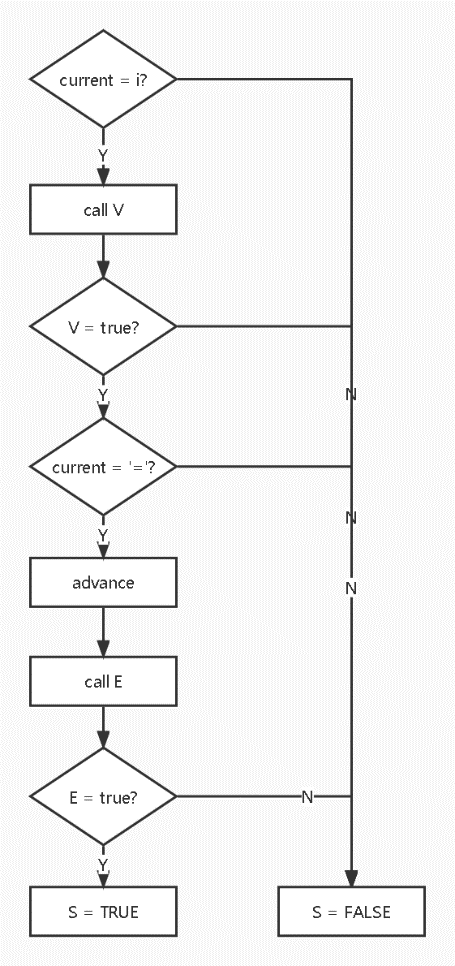 current = i?
Y
call V
V = true?
Y
N
current = '='?
Y
N
advance
N
call E
E = true?
N
Y
S = TRUE
S = FALSE